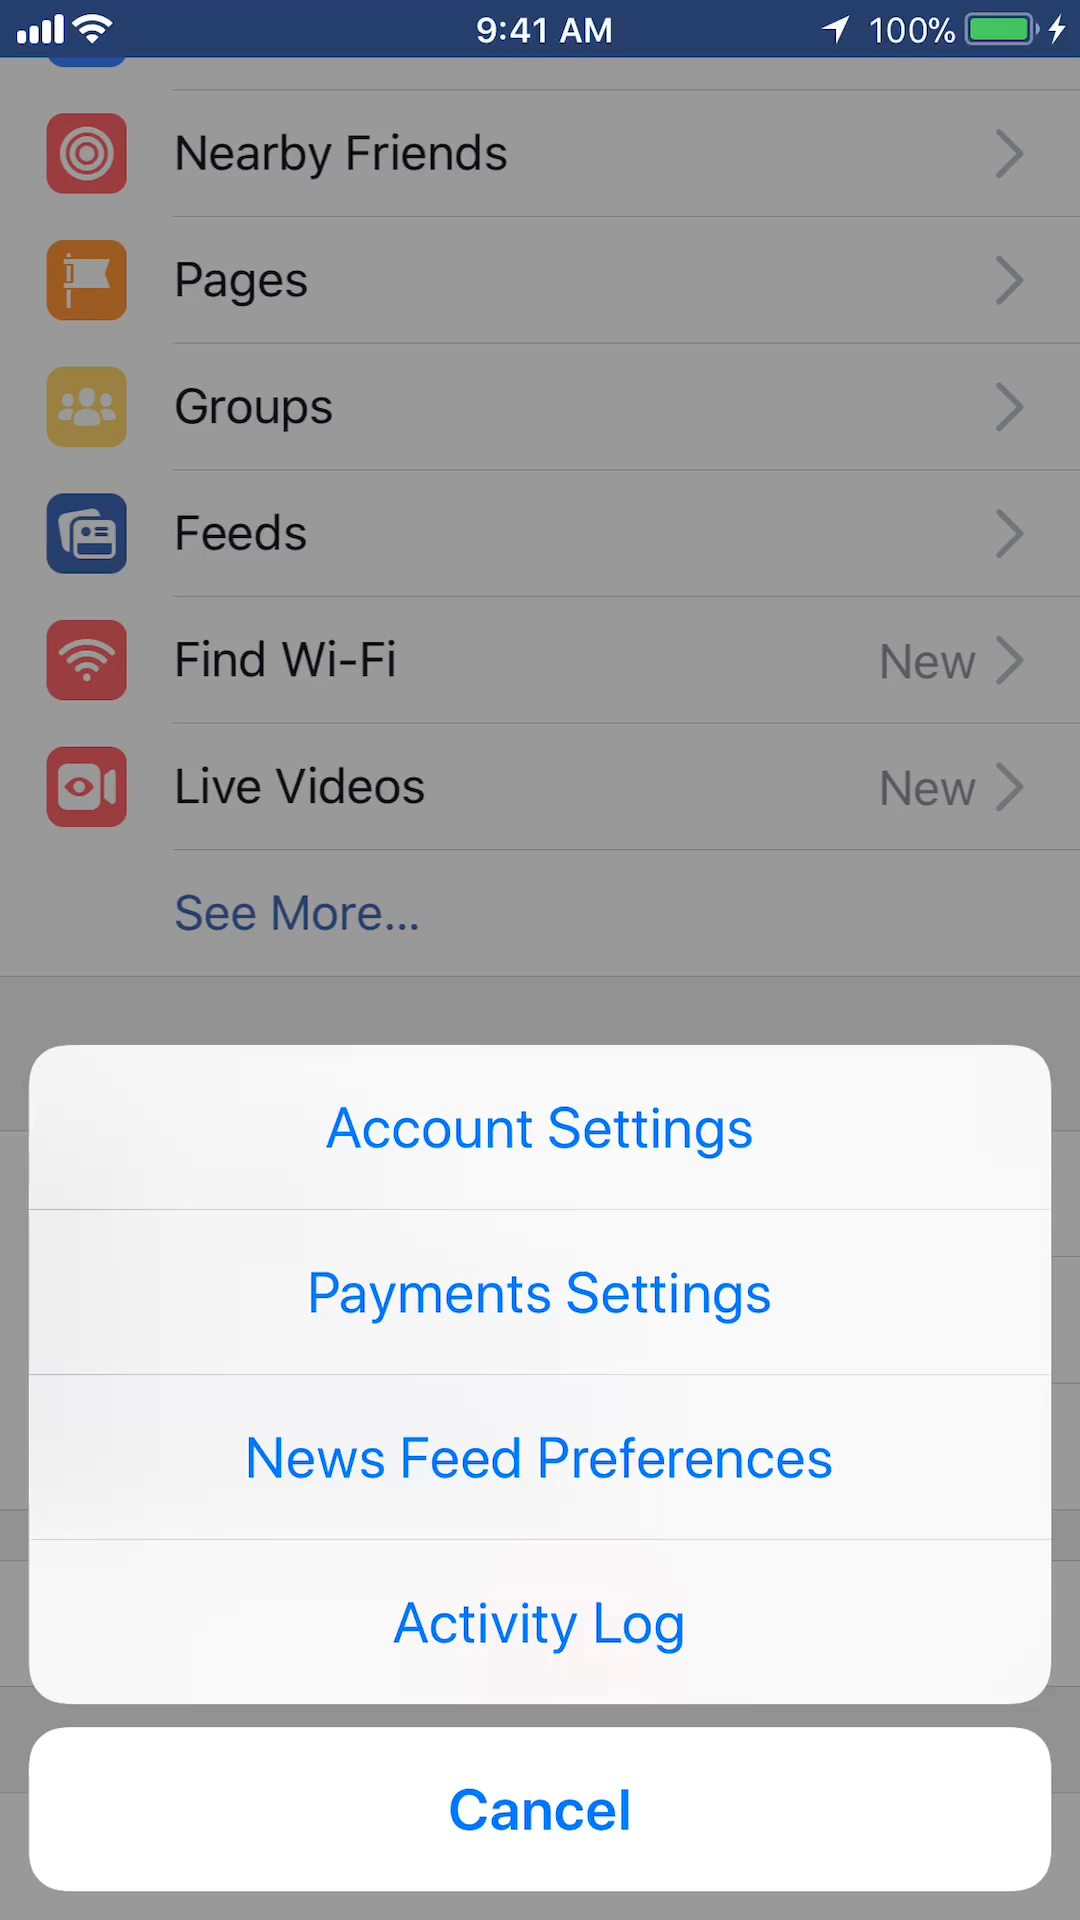 9:41 AM 100%
Nearby Friends
Pages
Groups
Feeds
Find Wi-Fi New
Live Videos New
See More...
Account Settings
Payments Settings
News Feed Preferences
Activity Log
Cancel